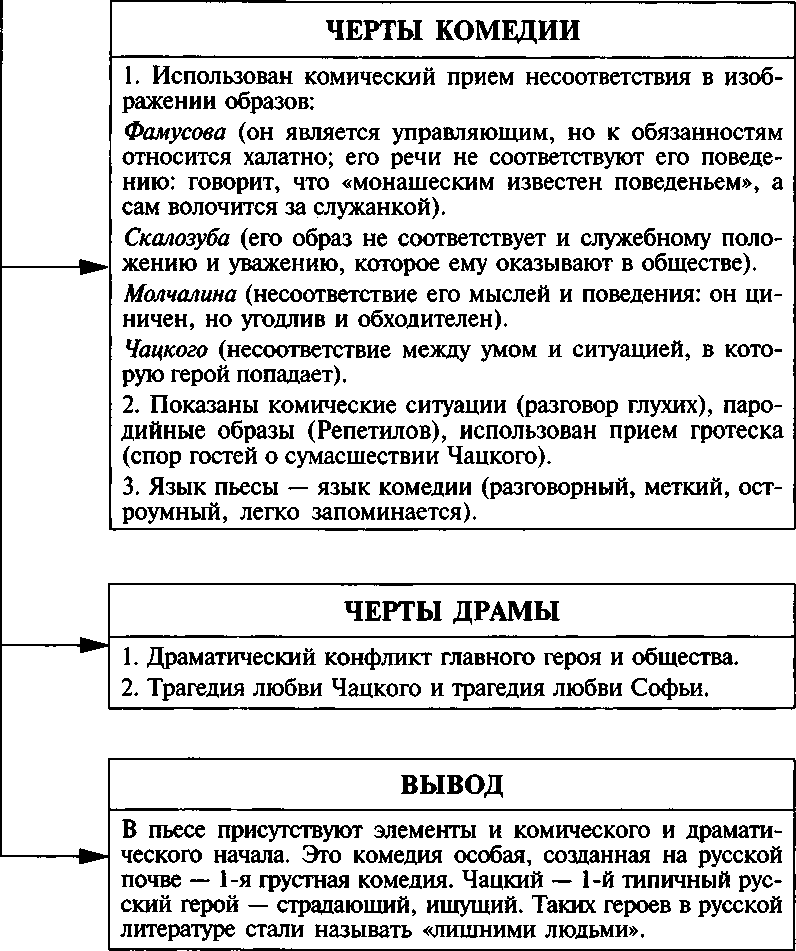 ЧЕРТЫ КОМЕДИИ
1. Использован комический прием несоответствия в изоб-
ражении образов:
Фамусова (он является управляющим, но к обязанностям
относится халатно; его речи не соответствуют его поведе-
нию: говорит, что «монашеским известен поведеньем», а
сам волочится за служанкой).
Скалозуба (его образ не соответствует и служебному поло-
жению и уважению, которое ему оказывают в обществе).
Молчалина (несоответствие его мыслей и поведения: он ци-
ничен, но угодлив и обходителен).
Чацкого (несоответствие между умом и ситуацией, в кото-
рую герой попадает).
2. Показаны комические ситуации (разговор глухих), паро-
дийные образы (Репетилов), использован прием гротеска
(спор гостей о сумасшествии Чацкого).
3. Язык пьесы — язык комедии (разговорный, меткий, ост-
роумный, легко запоминается).
ЧЕРТЫ ДРАМЫ
1. Драматический конфликт главного героя и общества.
2. Трагедия любви Чацкого и трагедия любви Софьи.
ВЫВОД
В пьесе присутствуют элементы и комического и драмати-
ческого начала. Это комедия особая, созданная на русской
почве — 1-я грустная комедия. Чацкий — 1-й типичный рус-
ский герой — страдающий, ищущий. Таких героев в русской
литературе стали называть «лишними людьми».